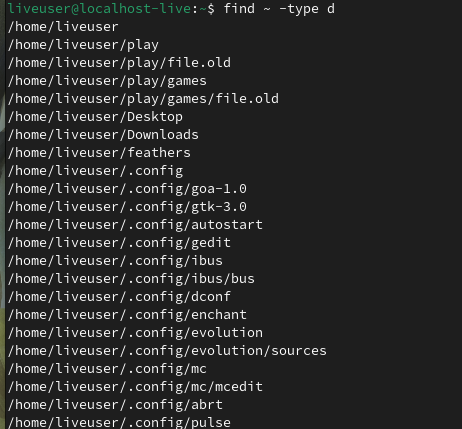 liveuser@localhost-live:~$ find ~ -type d
/home/liveuser
/home/liveuser/play
/home/liveuser/play/file.old
/home/liveuser/play/games
/home/liveuser/play/games/file.old
/home/liveuser/Desktop
/home/liveuser/Downloads
/home/liveuser/feathers
/home/liveuser/.config
/home/liveuser/.config/goa-1.0
/home/liveuser/.config/gtk-3.0
/home/liveuser/.config/autostart
/home/liveuser/.config/gedit
/home/liveuser/.config/ibus
/home/liveuser/.config/ibus/bus
/home/liveuser/.config/dconf
/home/liveuser/.config/enchant
/home/liveuser/.config/evolution
/home/liveuser/.config/evolution/sources
/home/liveuser/.config/mc
/home/liveuser/.config/mc/mcedit
/home/liveuser/.config/abrt
/home/liveuser/.config/pulse